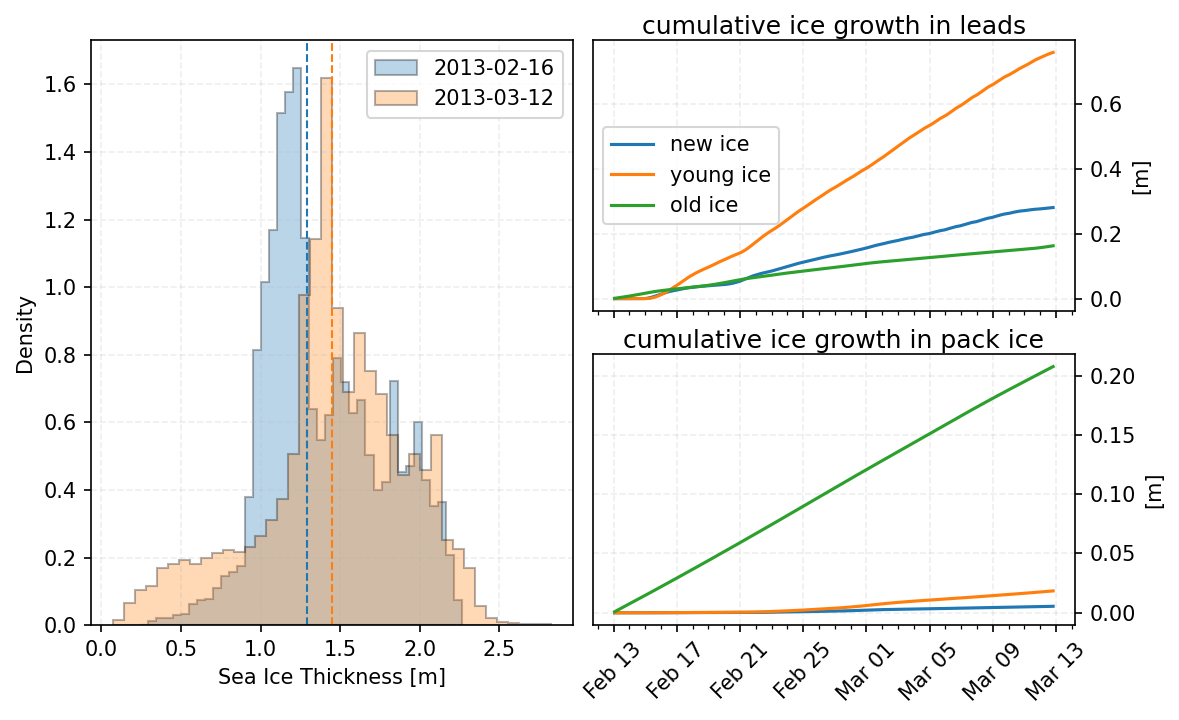 cumulative ice growth in leads
2013-02-16
2013-03-12
1.6
1.4
1.2
1.0
0.8
0.6
0.4
0.2
0.0
Density
0.0 0.5 1.0 1.5 2.0 2.5
Sea Ice Thickness [m]
new ice
young ice
old ice
0.6
0.4
0.2
0.0
[m]
cumulative ice growth in pack ice
0.20
0.15
0.10
0.05
0.00
[m]
Feb 13 Feb 17 Feb 21 Feb 25 Mar 01 Mar 05 Mar 09 Mar 13